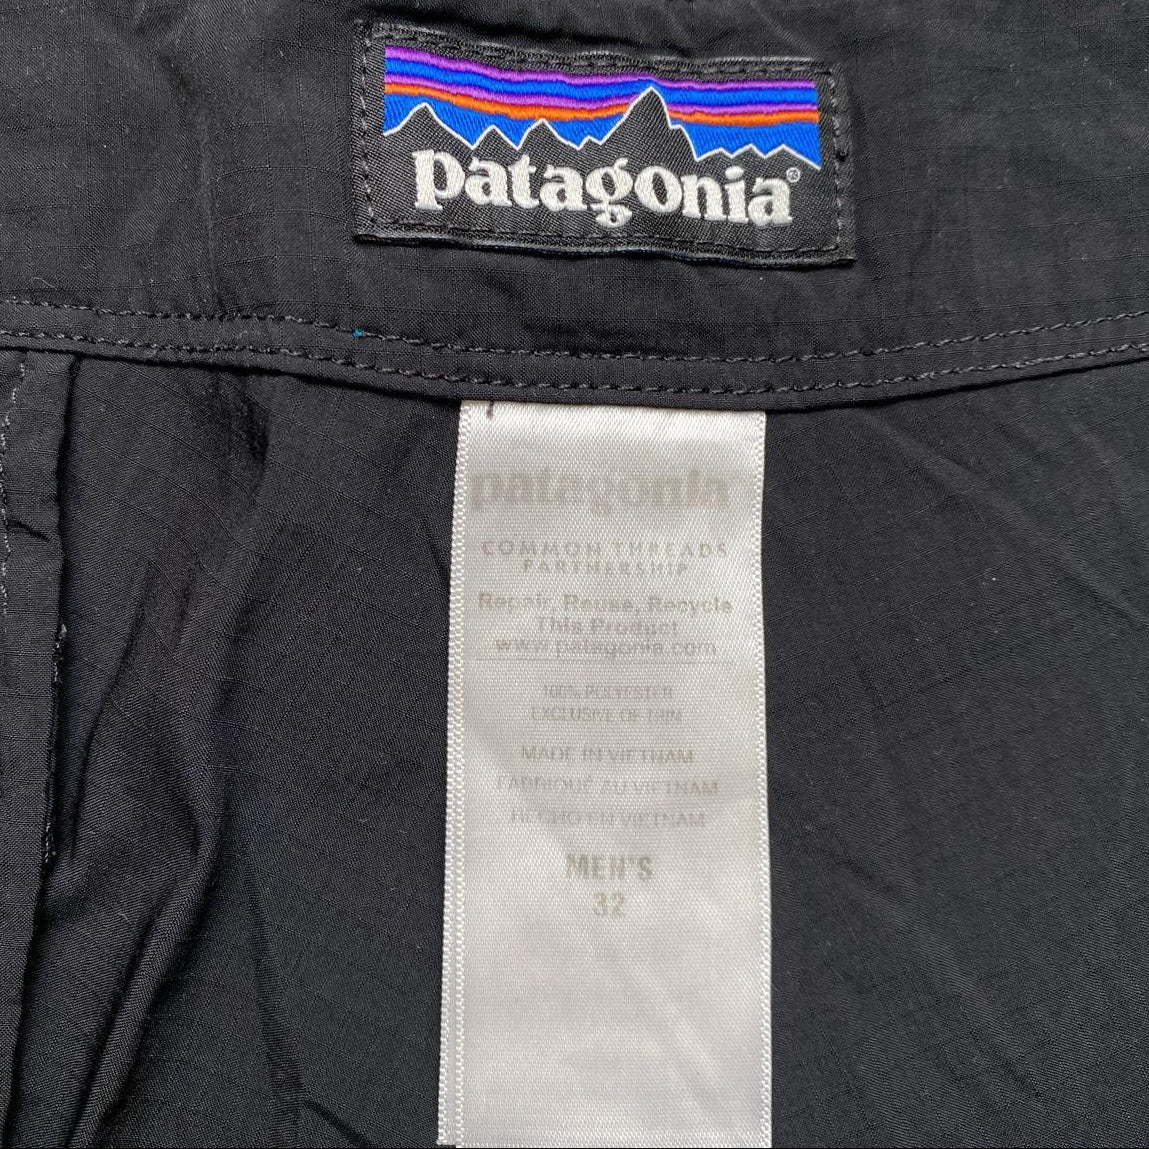 patagonia®
patagonia
COMMON THREADS
PARTNERSHIP
Repair, Reuse, Recycle
This Product
www.patagonia.com
100% POLYESTER
EXCLUSIVE OF TRIM
MADE IN VIETNAM
FABRIQUÉ AU VIETNAM
HECHO EN VIETNAM
MEN'S
32